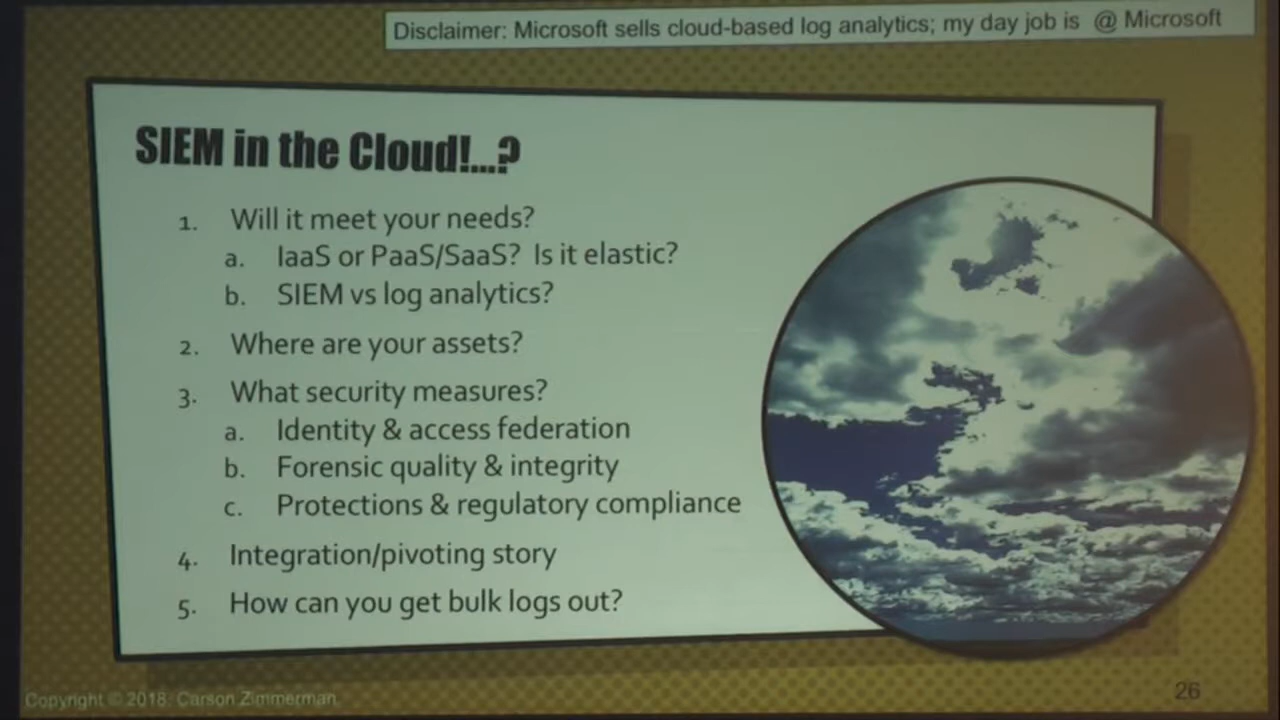 Disclaimer: Microsoft sells cloud-based log analytics; my day job is @ Microsoft
SIEM in the Cloud!...?
1. Will it meet your needs?
a. IaaS or PaaS/SaaS? Is it elastic?
b. SIEM vs log analytics?
2. Where are your assets?
3. What security measures?
a. Identity & access federation
b. Forensic quality & integrity
c. Protections & regulatory compliance
4. Integration/pivoting story
5. How can you get bulk logs out?
Copyright © 2018, Carson Zimmerman
26